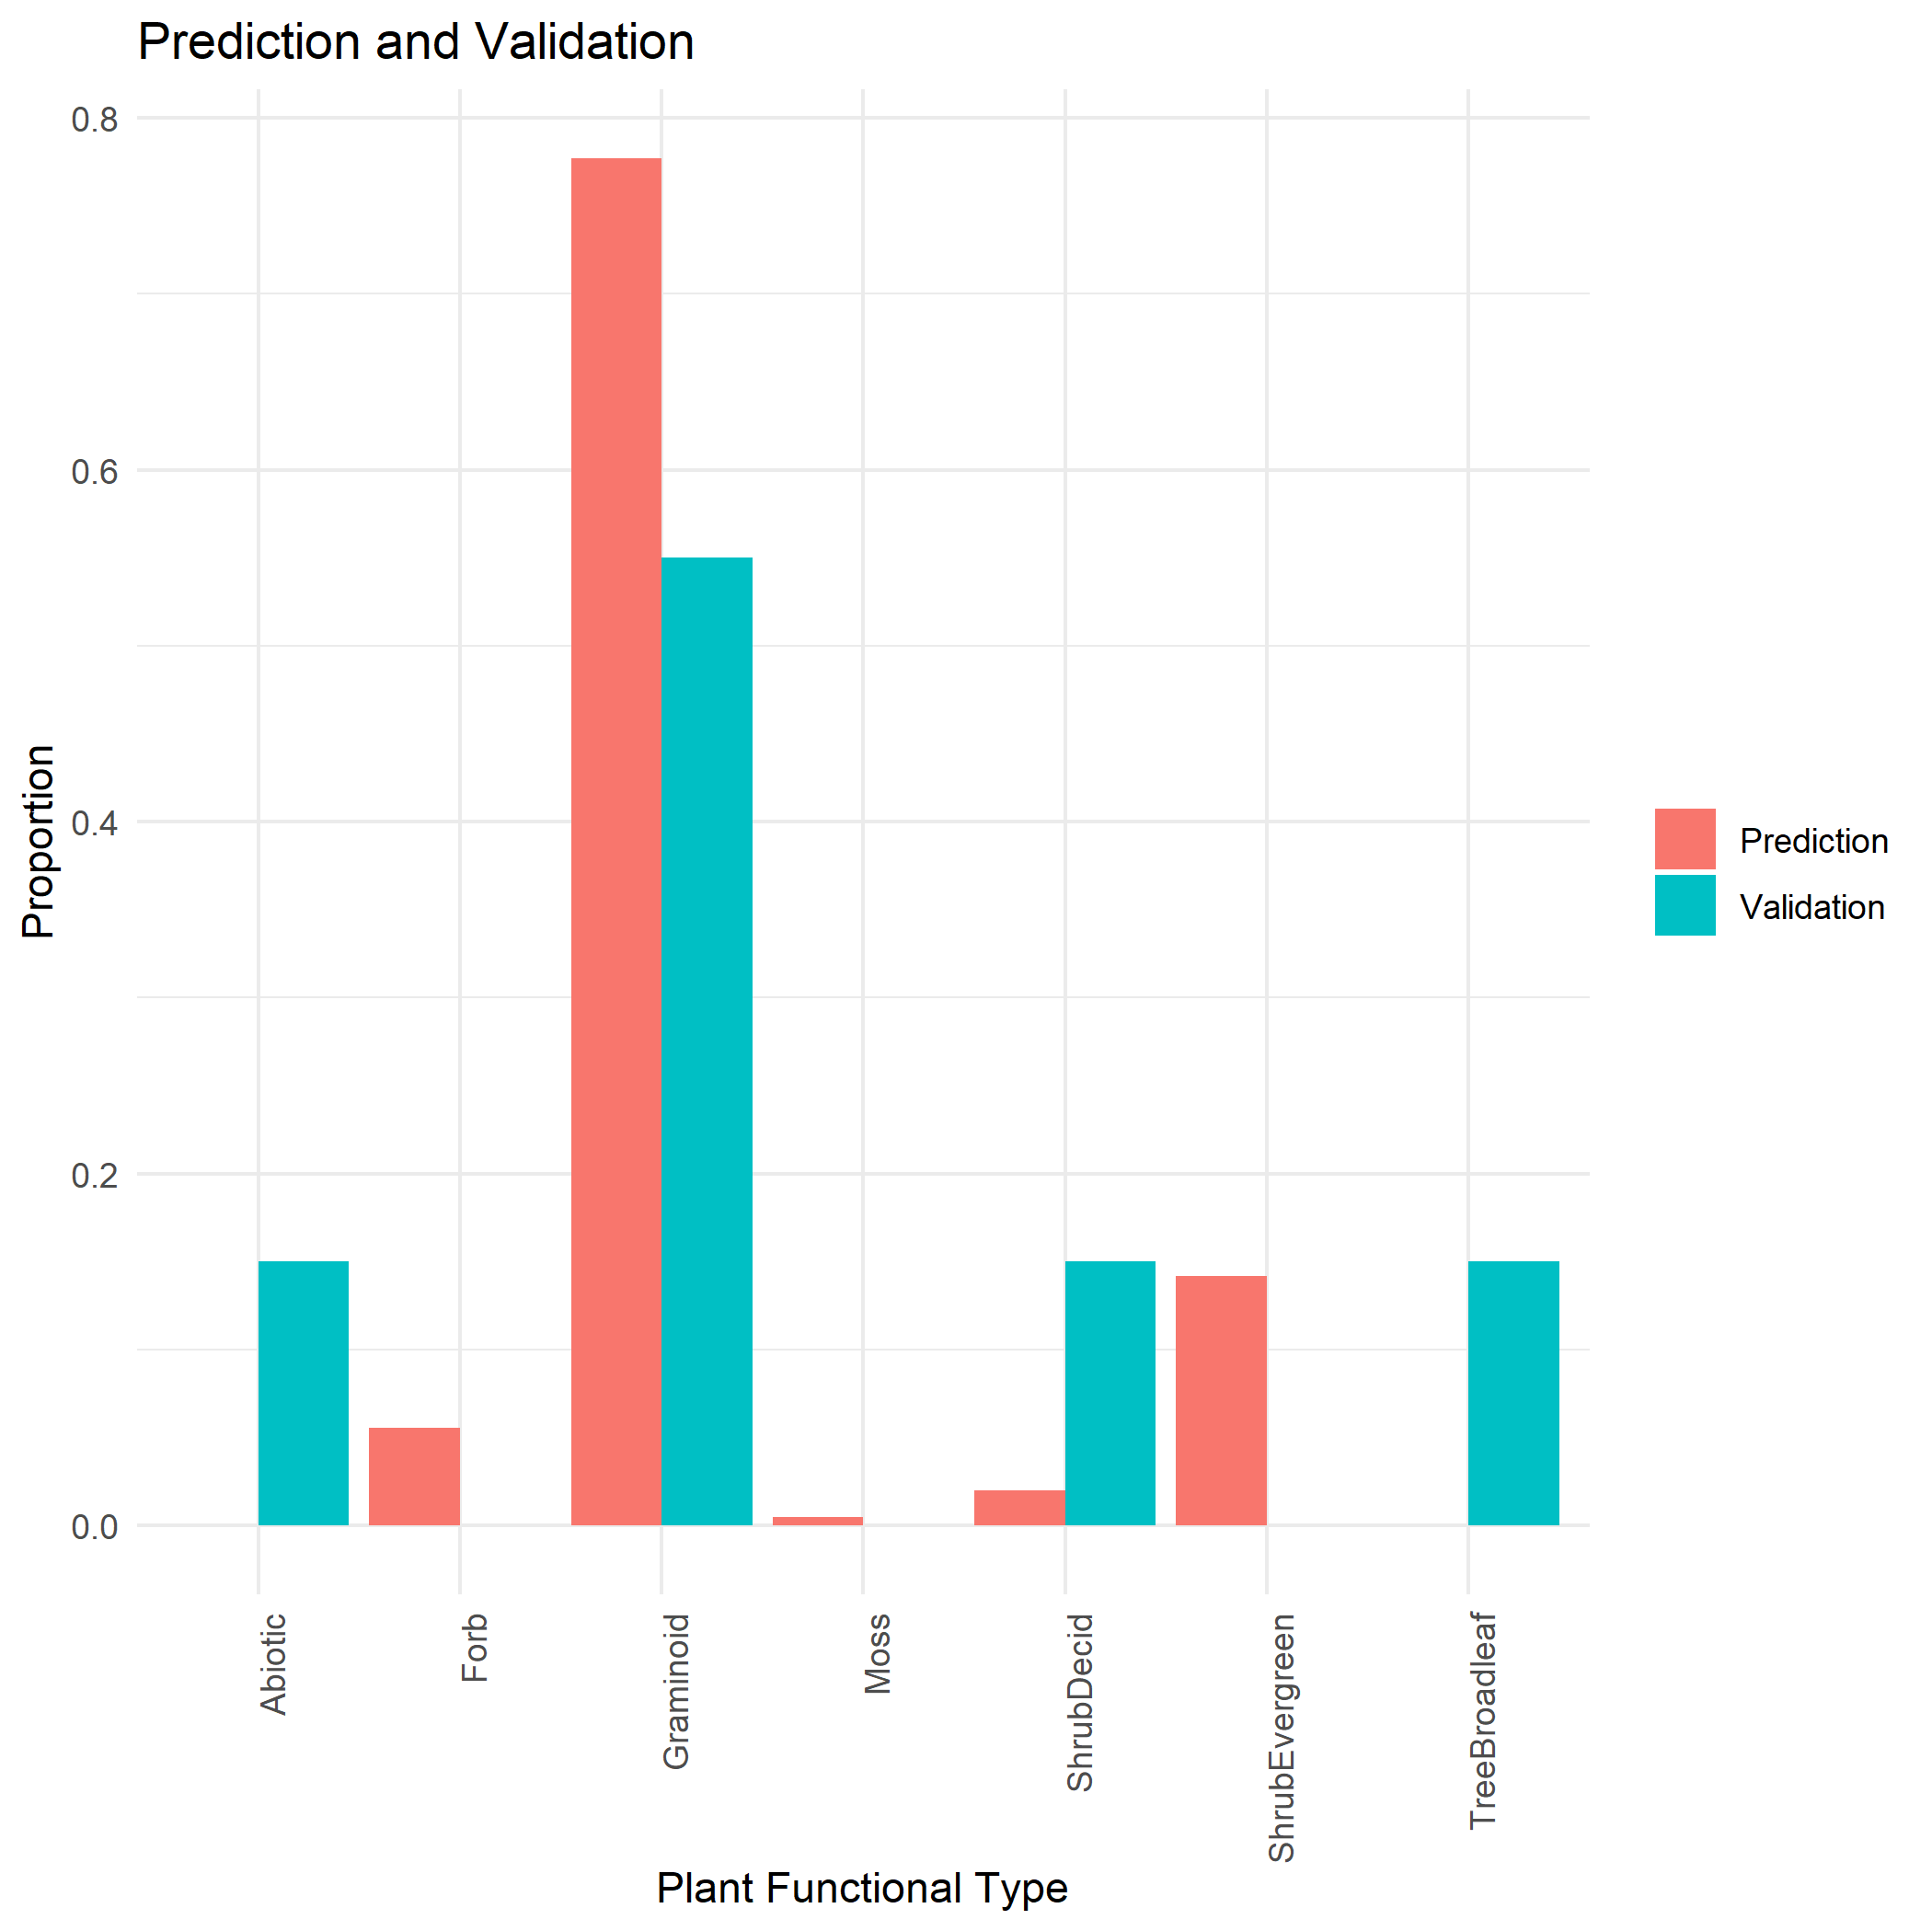 Prediction and Validation
0.8
0.6
0.4
0.2
0.0
Proportion
Abiotic
Forb
Graminoid
Moss
ShrubDecid
ShrubEvergreen
TreeBroadleaf
Plant Functional Type
Prediction
Validation